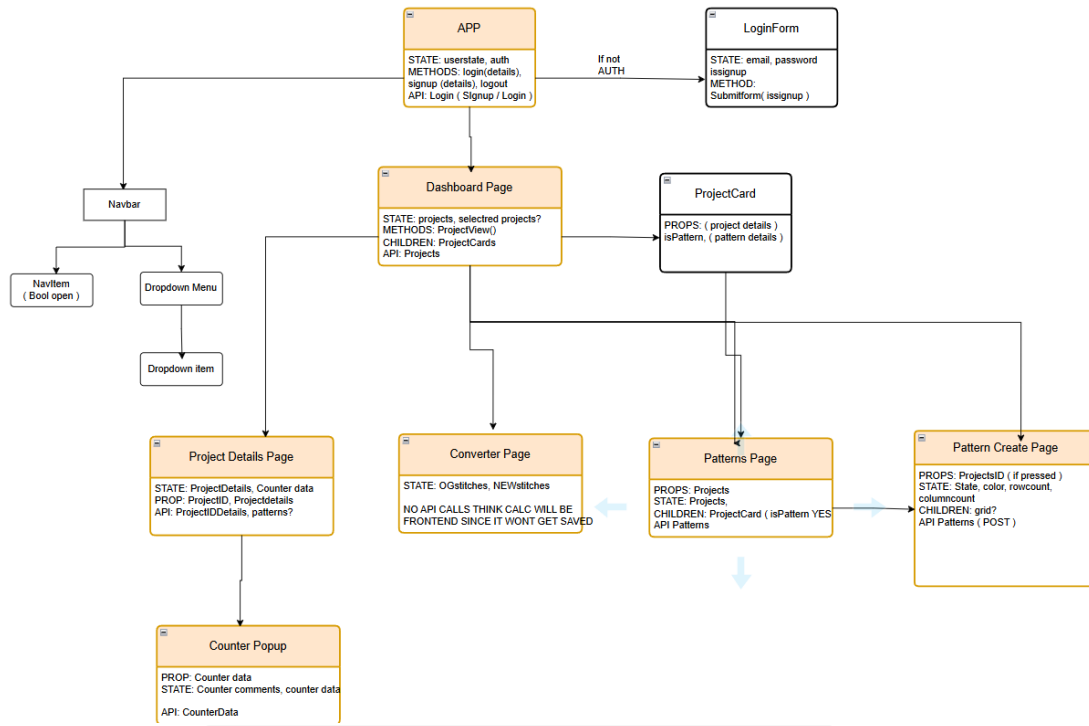 APP
STATE: userstate, auth
METHODS: login(details),
signup (details), logout
API: Login ( SIgnup / Login )
If not
AUTH
LoginForm
STATE: email, password
issignup
METHOD:
Submitform( issignup )
Navbar
NavItem
( Bool open )
Dropdown Menu
Dropdown item
Dashboard Page
STATE: projects, selectred projects?
METHODS: ProjectView()
CHILDREN: ProjectCards
API: Projects
ProjectCard
PROPS: ( project details )
isPattern, ( pattern details )
Project Details Page
STATE: ProjectDetails, Counter data
PROP: ProjectID, Projectdetails
API: ProjectIDDetails, patterns?
Converter Page
STATE: OGstitches, NEWstitches
NO API CALLS THINK CALC WILL BE
FRONTEND SINCE IT WONT GET SAVED
Patterns Page
PROPS: Projects
STATE: Projects,
CHILDREN: ProjectCard ( isPattern YES
API Patterns
Pattern Create Page
PROPS: ProjectsID ( if pressed )
STATE: State, color, rowcount,
columncount
CHILDREN: grid?
API Patterns ( POST )
Counter Popup
PROP: Counter data
STATE: Counter comments, counter data
API: CounterData